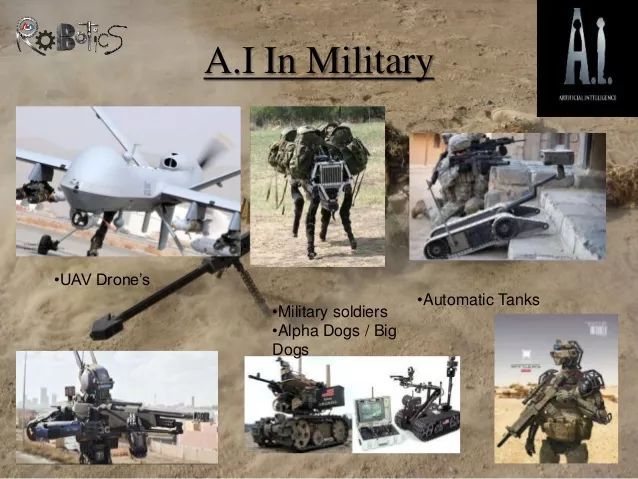 RoBoticS
A.I In Military
A.I.
ARTIFICIAL INTELLIGENCE
•UAV Drone's
•Military soldiers
•Alpha Dogs / Big
Dogs
•Automatic Tanks